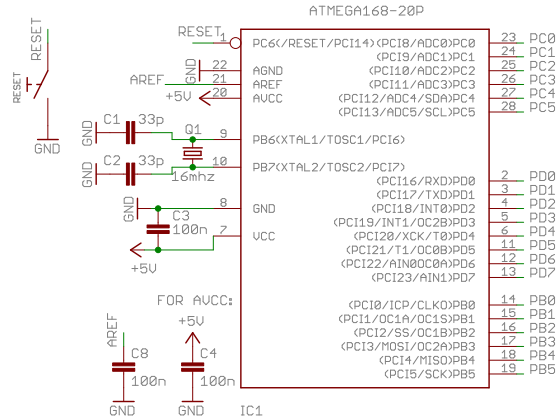 ATMEGA168-20P
RESET
RESET
GND
RESET 1 PC6(/RESET/PCI14) (PCI8/ADC0)PC0 23 PC0
(PCI9/ADC1)PC1 24 PC1
GND 22 AGND (PCI10/ADC2)PC2 25 PC2
AREF 21 AREF (PCI11/ADC3)PC3 26 PC3
+5V 20 AVCC (PCI12/ADC4/SDA)PC4 27 PC4
(PCI13/ADC5/SCL)PC5 28 PC5
GND C1 33p Q1 9 PB6(XTAL1/TOSC1/PCI6)
GND C2 33p 16mhz 10 PB7(XTAL2/TOSC2/PCI7)
(PCI16/RXD)PD0 2 PD0
(PCI17/TXD)PD1 3 PD1
GND 8 GND (PCI18/INT0)PD2 4 PD2
C3 100n (PCI19/INT1/OC2B)PD3 5 PD3
7 VCC (PCI20/XCK/T0)PD4 6 PD4
(PCI21/T1/OC0B)PD5 11 PD5
+5V (PCI22/AIN0OC0A)PD6 12 PD6
(PCI23/AIN1)PD7 13 PD7
FOR AVCC: (PCI0/ICP/CLKO)PB0 14 PB0
+5V (PCI1/OC1A/OC1S)PB1 15 PB1
AREF (PCI2/SS/OC1B)PB2 16 PB2
(PCI3/MOSI/OC2A)PB3 17 PB3
C8 C4 (PCI4/MISO)PB4 18 PB4
100n 100n (PCI5/SCK)PB5 19 PB5
GND GND IC1